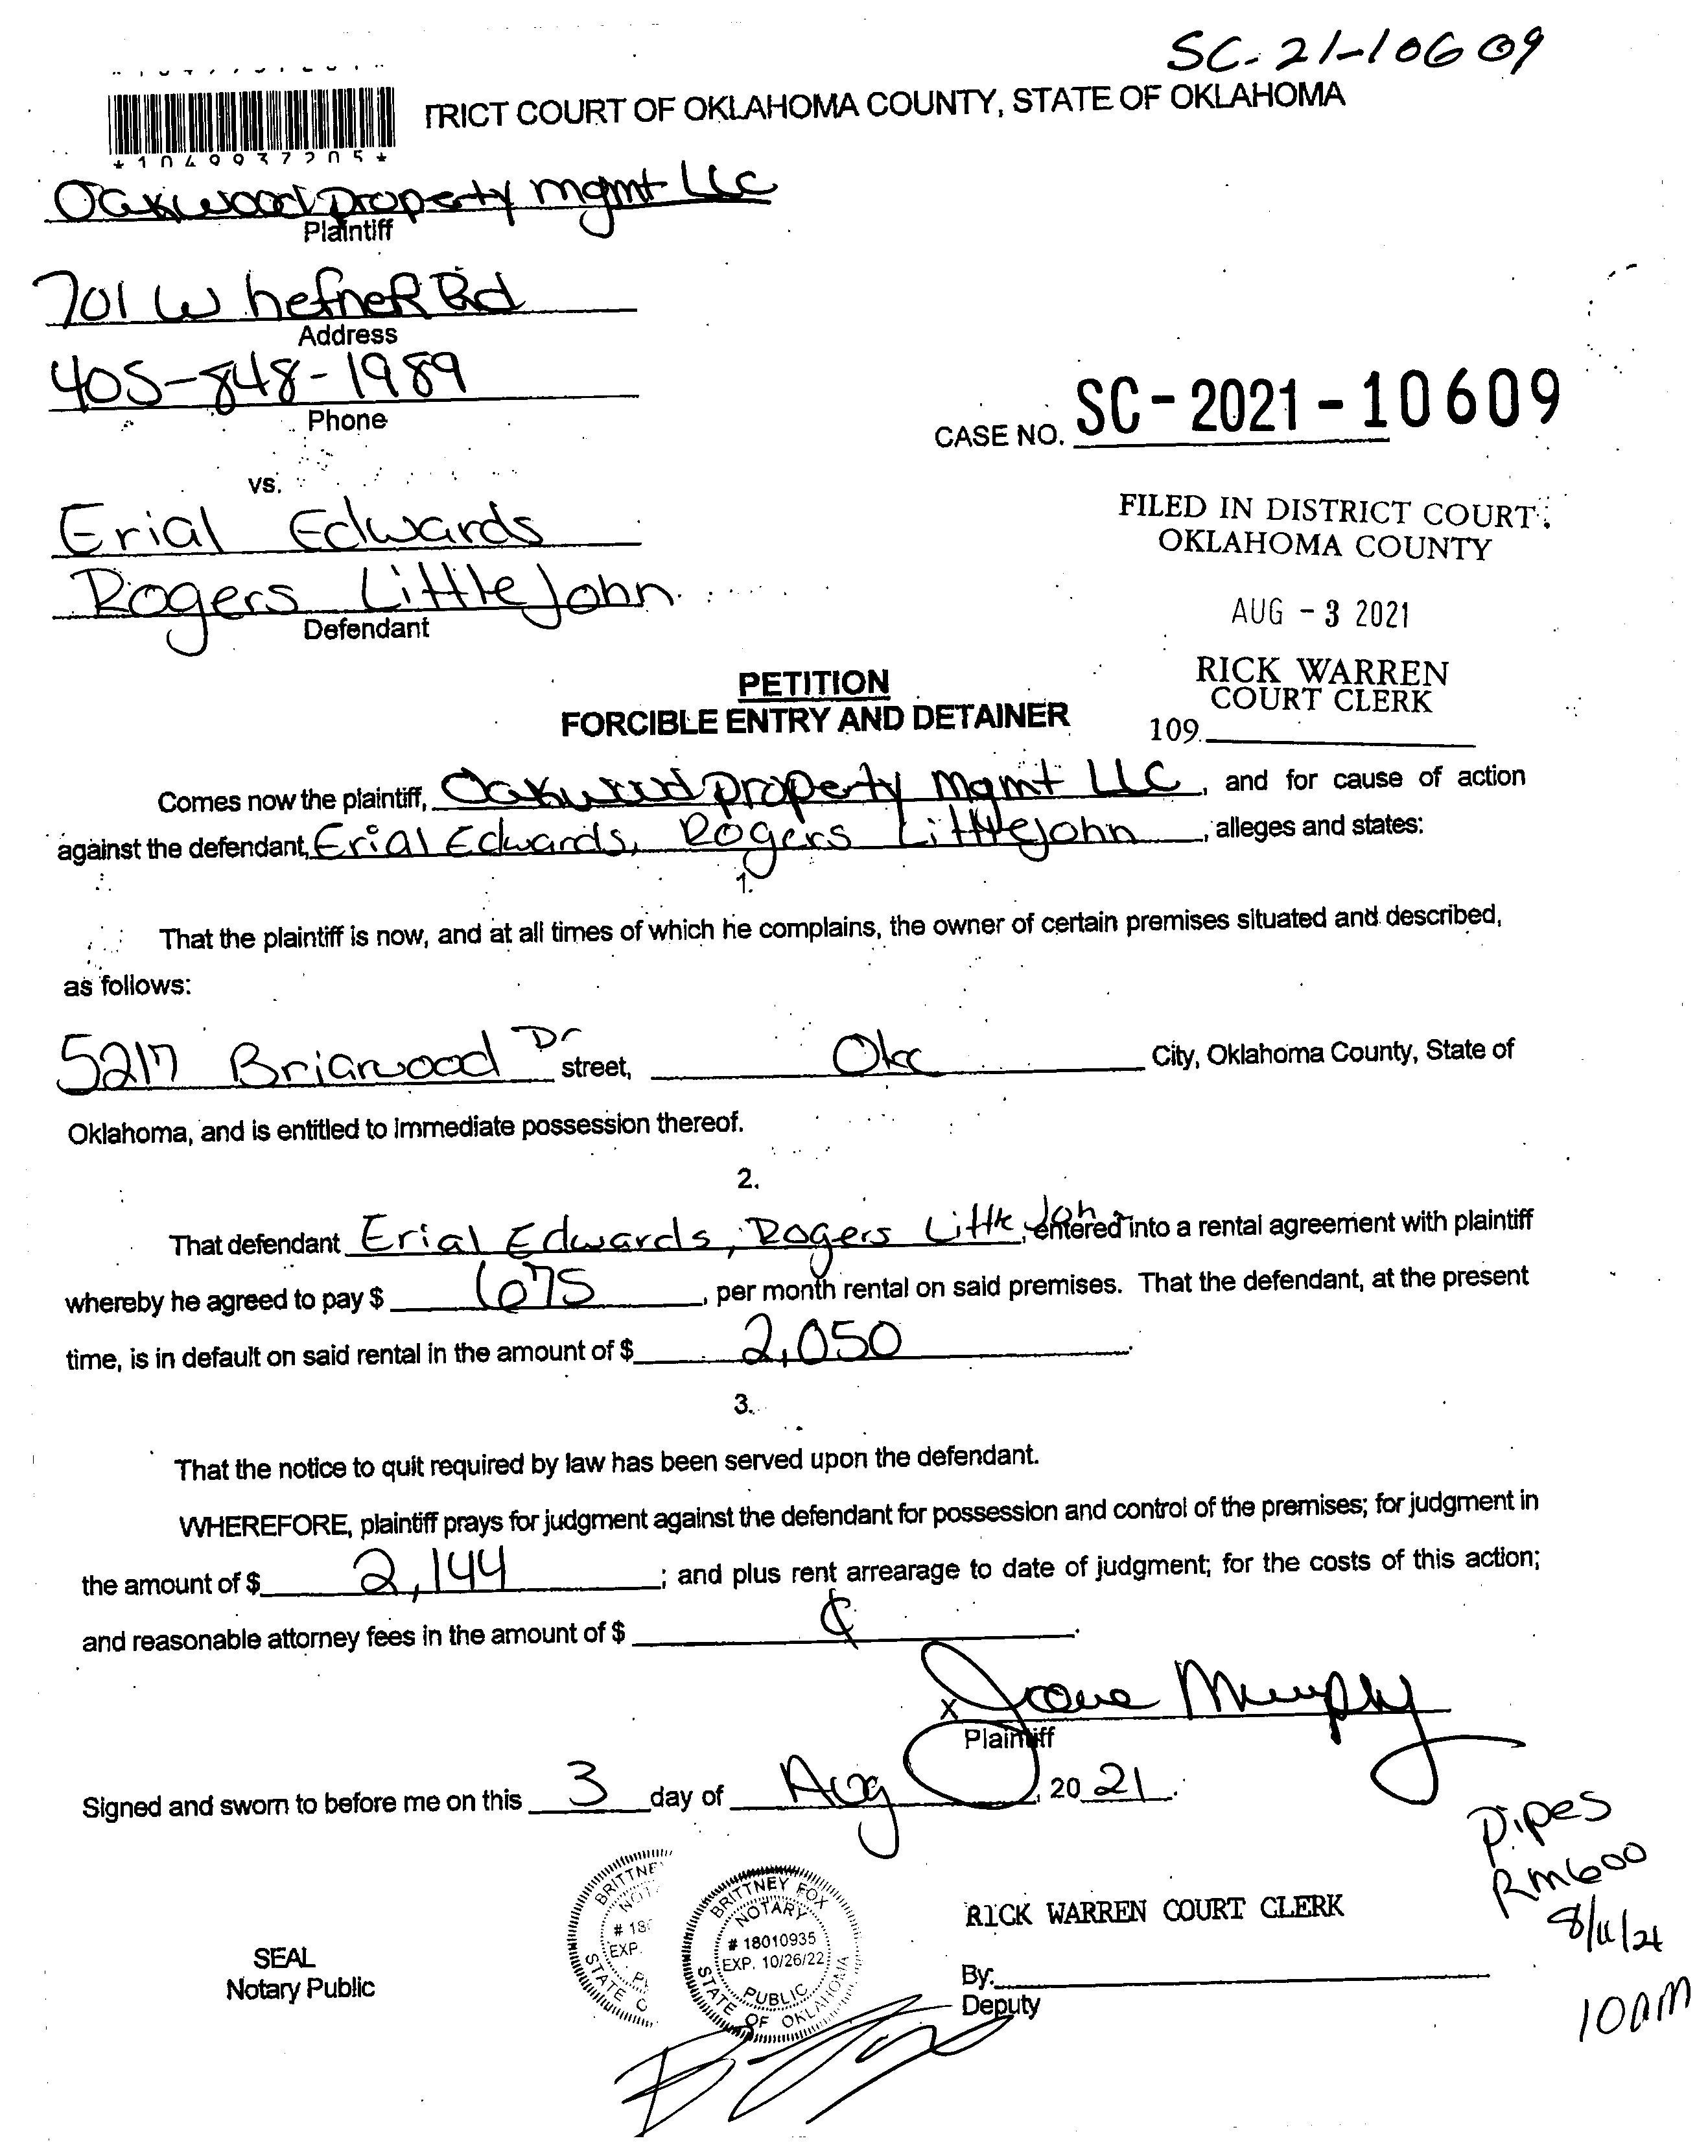 SC-21-10609
TRICT COURT OF OKLAHOMA COUNTY, STATE OF OKLAHOMA
*1049937205*
Oakwood property mgmt LLC
Plaintiff
701 W hefner Rd
Address
405-848-1989
Phone
CASE NO. SC-2021-10609
vs.
Erial Edwards
Rogers LittleJohn
Defendant
FILED IN DISTRICT COURT
OKLAHOMA COUNTY
AUG - 3 2021
RICK WARREN
COURT CLERK
109
PETITION
FORCIBLE ENTRY AND DETAINER
Comes now the plaintiff, Oakwood property Mgmt LLC, and for cause of action
against the defendant, Erial Edwards, Rogers LittleJohn, alleges and states:
1.
That the plaintiff is now, and at all times of which he complains, the owner of certain premises situated and described,
as follows:
5217 Briarwood Dr street, Okc City, Oklahoma County, State of
Oklahoma, and is entitled to immediate possession thereof.
2.
That defendant Erial Edwards, Rogers Little John, entered into a rental agreement with plaintiff
whereby he agreed to pay $ 675, per month rental on said premises. That the defendant, at the present
time, is in default on said rental in the amount of $ 2,050.
3.
That the notice to quit required by law has been served upon the defendant.
WHEREFORE, plaintiff prays for judgment against the defendant for possession and control of the premises; for judgment in
the amount of $ 2,144; and plus rent arrearage to date of judgment; for the costs of this action;
and reasonable attorney fees in the amount of $
x Murphy
Plaintiff
Signed and sworn to before me on this 3 day of Aug, 20 21.
Pipes
Rm600
8/11/21
10am
SEAL
Notary Public
BRITTNE
NOT
# 18
EXP.
STATE O
BRITTNEY FOX
NOTARY
# 18010935
EXP. 10/26/22
PUBLIC
STATE OF OKLAHOMA
RICK WARREN COURT CLERK
By:
Deputy